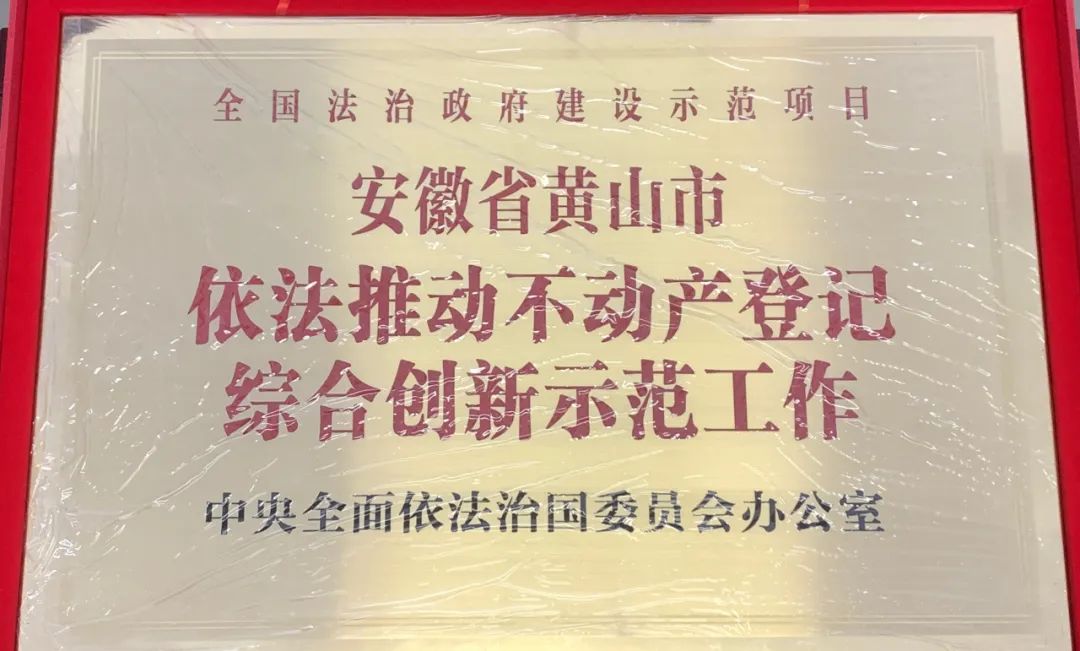 全国法治政府建设示范项目
安徽省黄山市
依法推动不动产登记
综合创新示范工作
中央全面依法治国委员会办公室